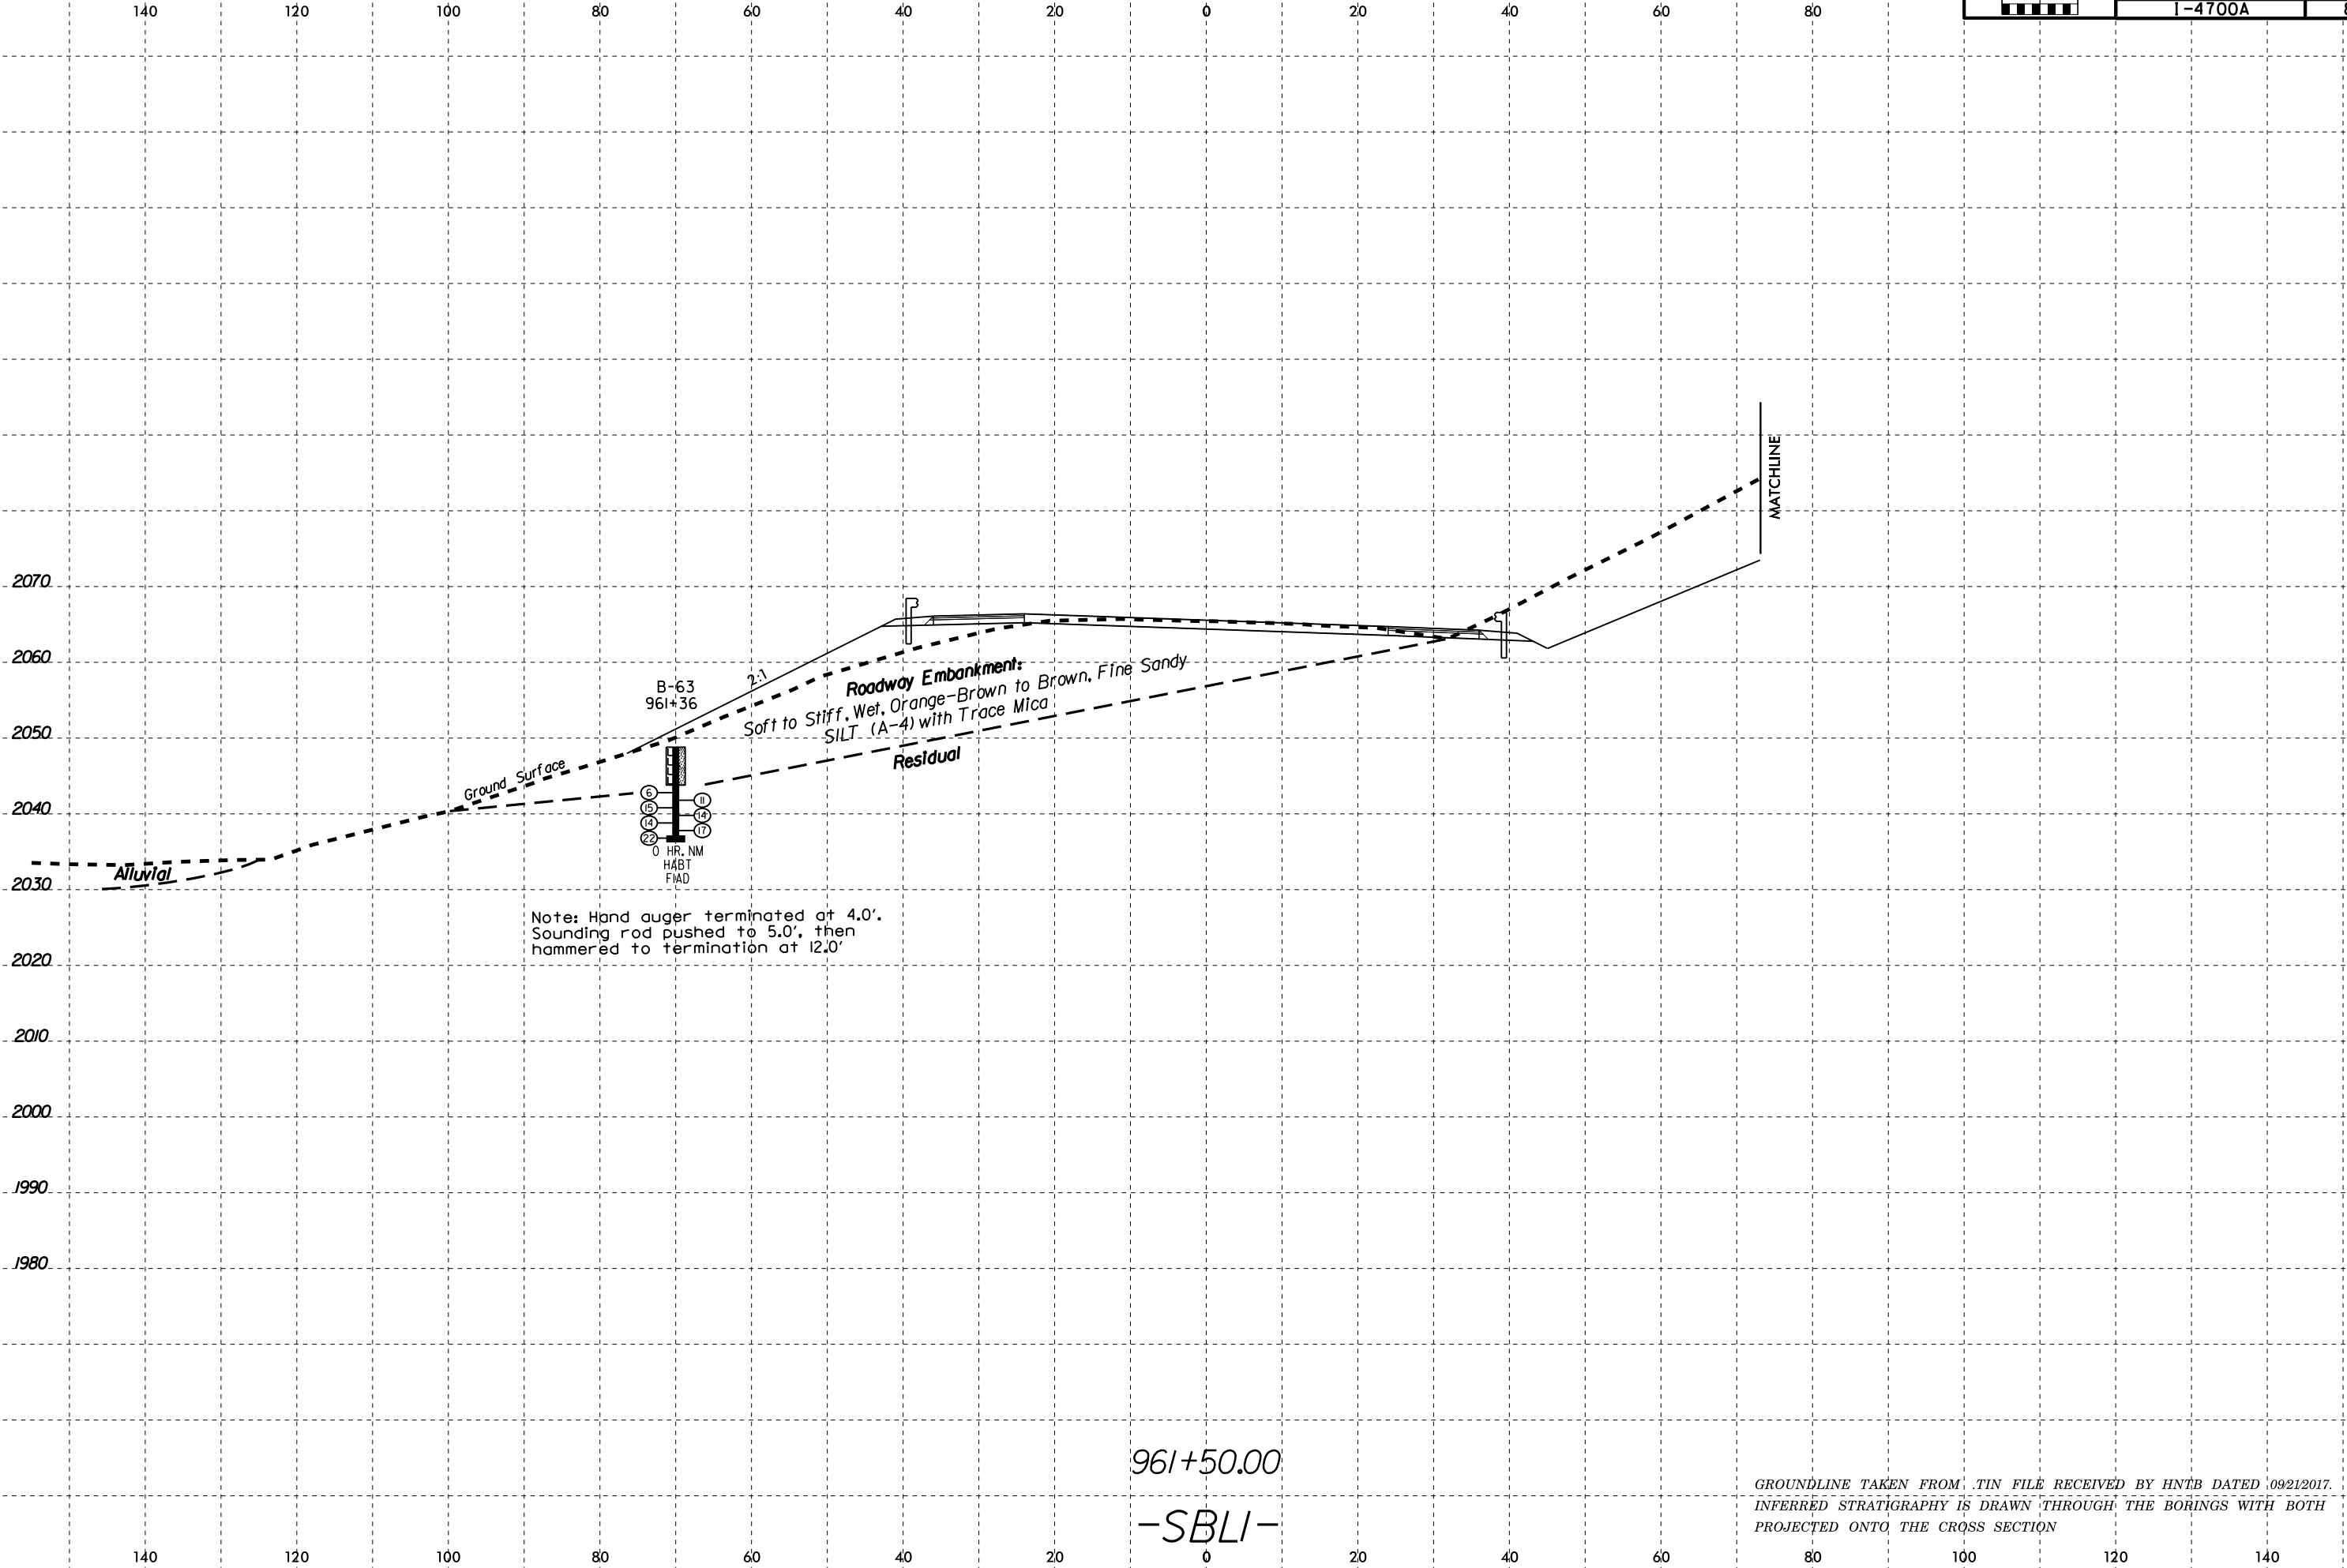 140 120 100 80 60 40 20 0 20 40 60 80
I-4700A
MATCHLINE
2070
2060
2050
2040
2030
2020
2010
2000
1990
1980
B-63
961+36
2:1
Roadway Embankment:
Soft to Stiff, Wet, Orange-Brown to Brown, Fine Sandy
SILT (A-4) with Trace Mica
Residual
Ground Surface
Alluvial
6
11
15
14
14
17
22
0 HR. NM
HABT
FIAD
Note: Hand auger terminated at 4.0'.
Sounding rod pushed to 5.0', then
hammered to termination at 12.0'
961+50.00
-SBL1-
GROUNDLINE TAKEN FROM .TIN FILE RECEIVED BY HNTB DATED 09/21/2017.
INFERRED STRATIGRAPHY IS DRAWN THROUGH THE BORINGS WITH BOTH
PROJECTED ONTO THE CROSS SECTION
140 120 100 80 60 40 20 0 20 40 60 80 100 120 140